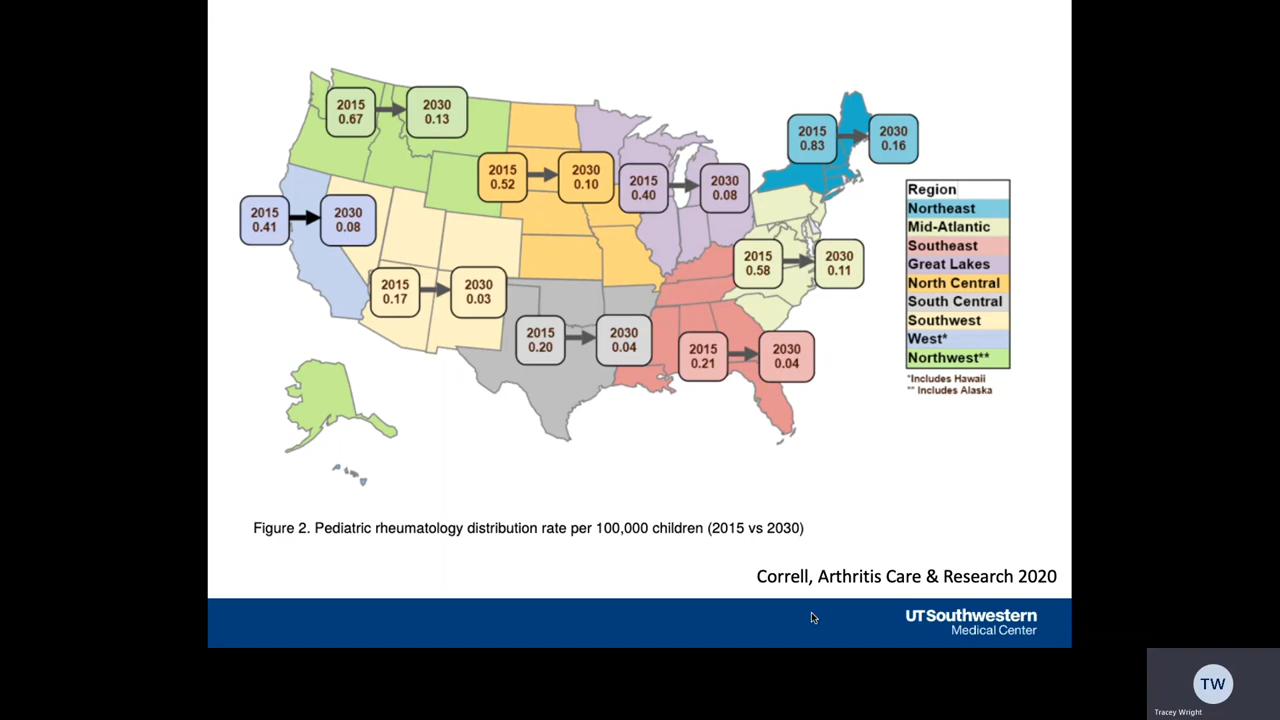 2015
0.67
2030
0.13
2015
0.83
2030
0.16
2015
0.52
2030
0.10
2015
0.40
2030
0.08
2015
0.41
2030
0.08
2015
0.58
2030
0.11
2015
0.17
2030
0.03
2015
0.20
2030
0.04
2015
0.21
2030
0.04
Region
Northeast
Mid-Atlantic
Southeast
Great Lakes
North Central
South Central
Southwest
West*
Northwest**
*Includes Hawaii
** Includes Alaska
Figure 2. Pediatric rheumatology distribution rate per 100,000 children (2015 vs 2030)
Correll, Arthritis Care & Research 2020
UTSouthwestern
Medical Center
TW
Tracey Wright